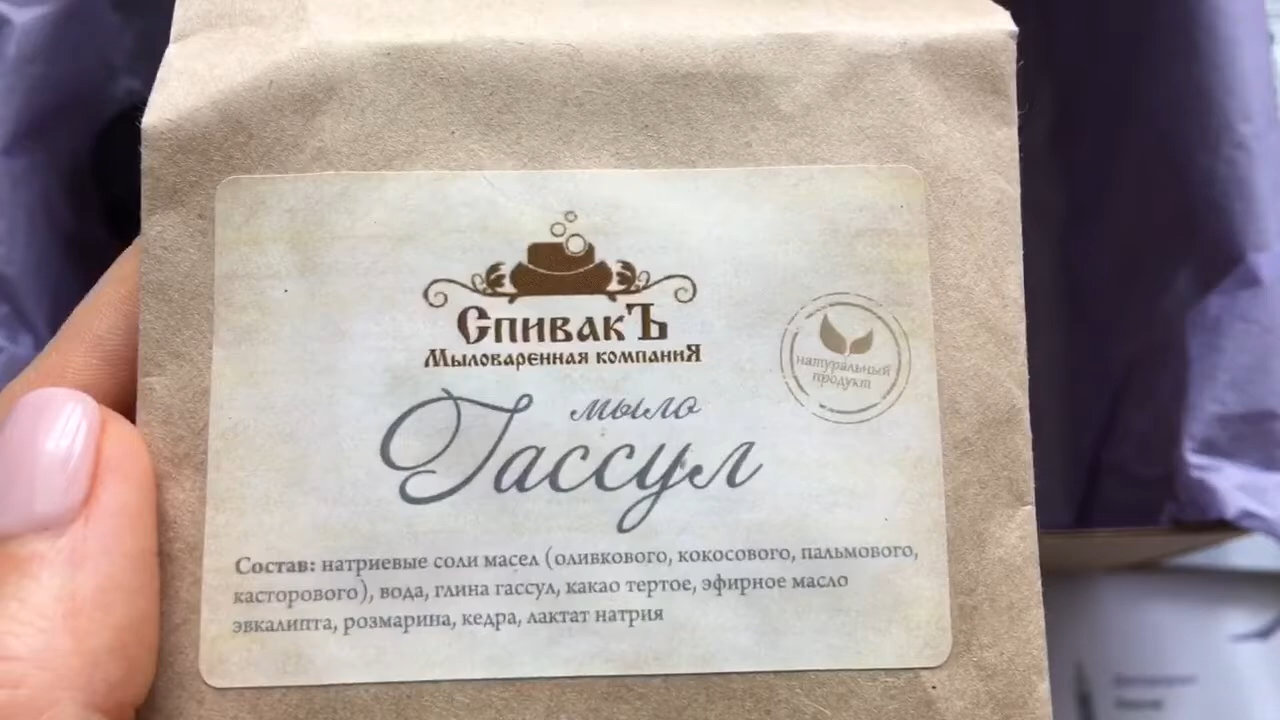 СпивакЪ
Мыловаренная компаниЯ
натуральный
продукт
мыло
Гассул
Состав: натриевые соли масел (оливкового, кокосового, пальмового,
касторового), вода, глина гассул, какао тертое, эфирное масло
эвкалипта, розмарина, кедра, лактат натрия